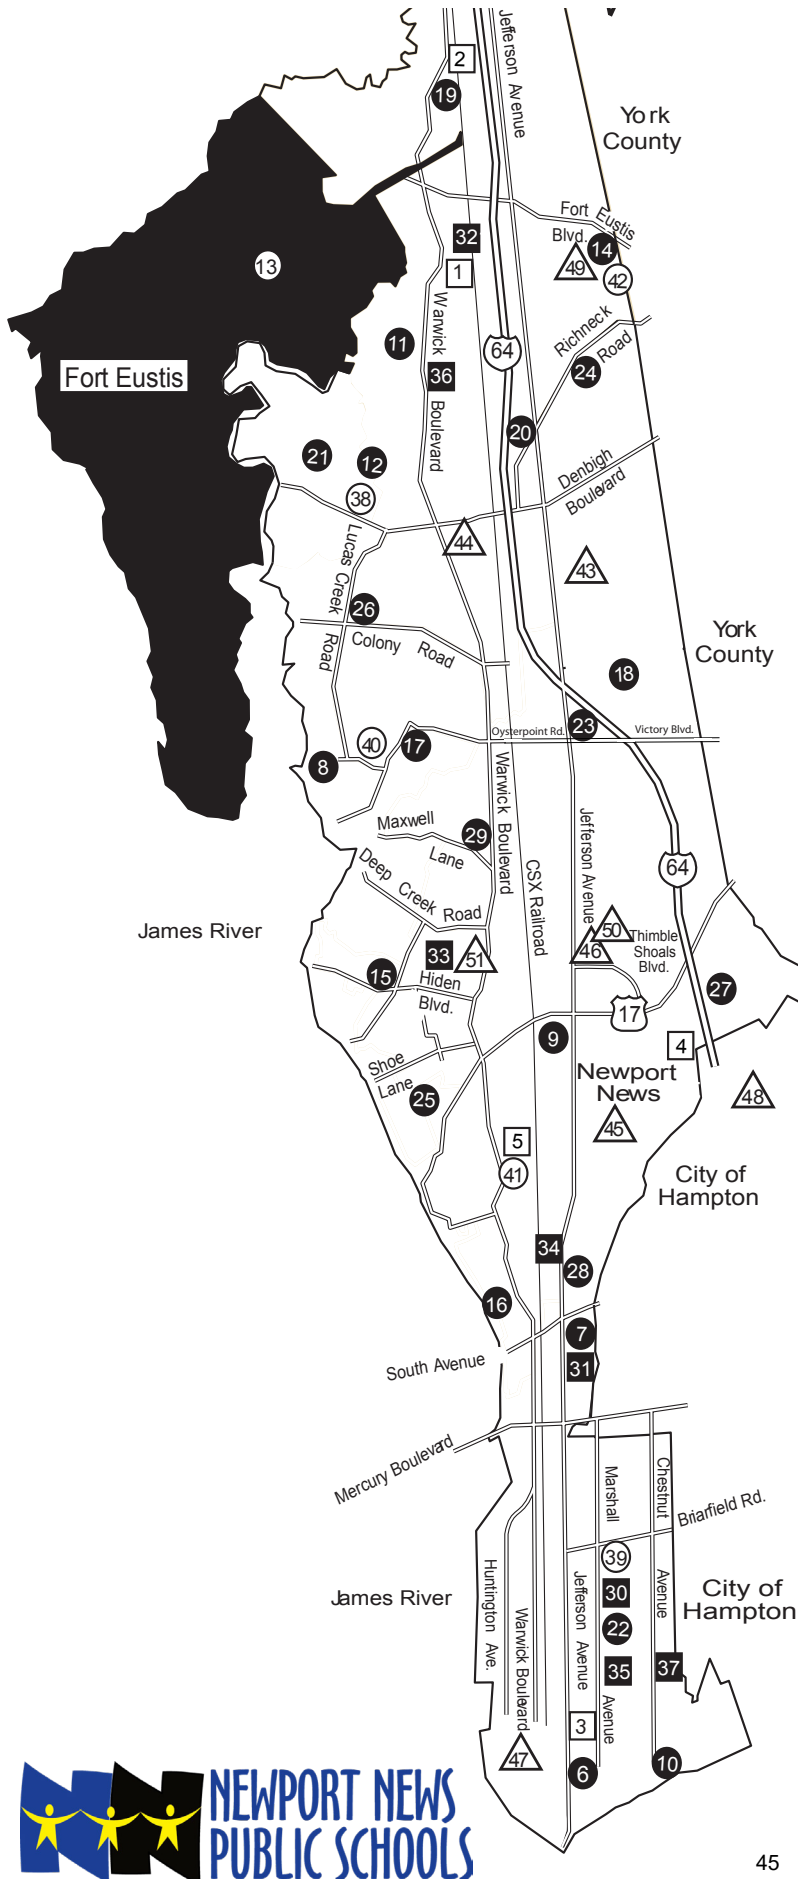 2
Jefferson Avenue
19
York
County
Fort Eustis
Blvd.
14
32
49
42
13
1
Warwick
Boulevard
Richneck
Road
11
64
36
24
Fort Eustis
20
21
12
38
Denbigh
Boulevard
44
43
Lucas Creek
Road
26
Colony Road
York
County
18
23
Oysterpoint Rd.
Victory Blvd.
40
17
8
Warwick Boulevard
Maxwell
Lane
29
Jefferson Avenue
CSX Railroad
64
Deep Creek Road
James River
50
46
Thimble
Shoals
Blvd.
33
51
15
Hiden
Blvd.
27
17
9
4
Shoe
Lane
Newport
News
25
48
45
5
41
City of
Hampton
34
28
16
7
South Avenue
31
Mercury Boulevard
Marshall
Avenue
Chestnut
Avenue
Briarfield Rd.
39
James River
Huntington Ave.
Warwick Boulevard
Jefferson Avenue
30
City of
Hampton
22
35
37
3
47
6
10
NEWPORT NEWS
PUBLIC SCHOOLS
45